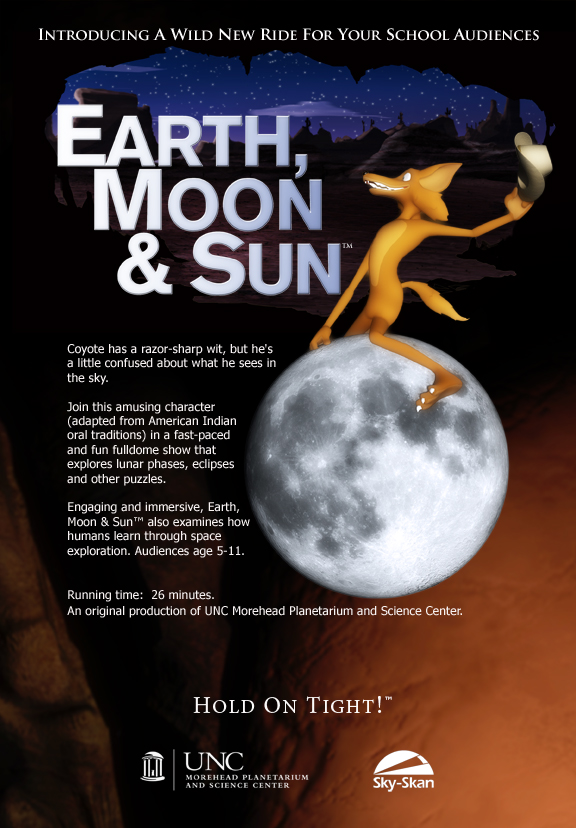 Introducing A Wild New Ride For Your School Audiences
Earth,
Moon
& Sun™
Coyote has a razor-sharp wit, but he's
a little confused about what he sees in
the sky.
Join this amusing character
(adapted from American Indian
oral traditions) in a fast-paced
and fun fulldome show that
explores lunar phases, eclipses
and other puzzles.
Engaging and immersive, Earth,
Moon & Sun™ also examines how
humans learn through space
exploration. Audiences age 5-11.
Running time:  26 minutes.
An original production of UNC Morehead Planetarium and Science Center.
Hold On Tight!™
UNC
MOREHEAD PLANETARIUM
AND SCIENCE CENTER
Sky-Skan